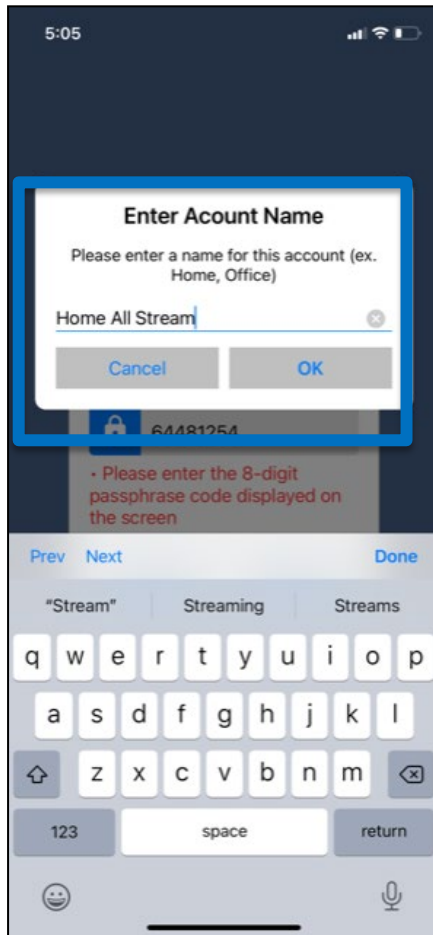 5:05
Enter Acount Name
Please enter a name for this account (ex.
Home, Office)
Home All Stream
Cancel OK
64481254
• Please enter the 8-digit
passphrase code displayed on
the screen
Prev Next Done
“Stream” Streaming Streams
q w e r t y u i o p
a s d f g h j k l
z x c v b n m
123 space return